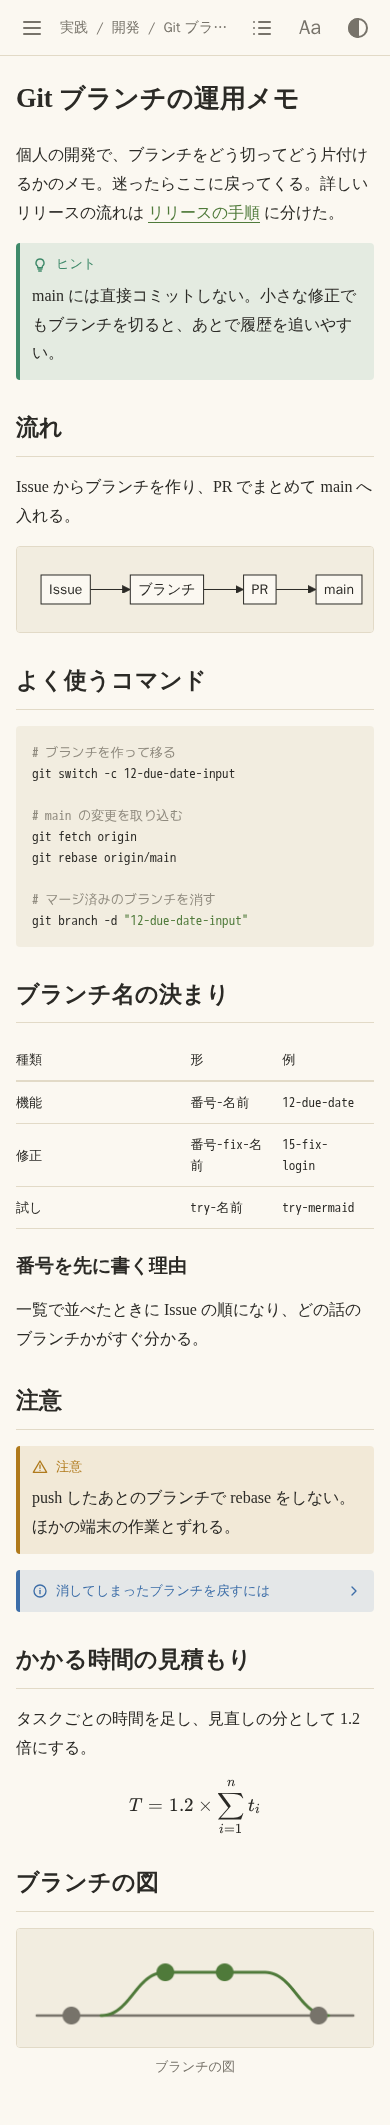 実践 / 開発 / Git ブラ…
Aa
Git ブランチの運用メモ
個人の開発で、ブランチをどう切ってどう片付け
るかのメモ。迷ったらここに戻ってくる。詳しい
リリースの流れは リリースの手順 に分けた。
ヒント
main には直接コミットしない。小さな修正で
もブランチを切ると、あとで履歴を追いやす
い。
流れ
Issue からブランチを作り、PR でまとめて main へ
入れる。
Issue ブランチ PR main
よく使うコマンド
# ブランチを作って移る
git switch -c 12-due-date-input
# main の変更を取り込む
git fetch origin
git rebase origin/main
# マージ済みのブランチを消す
git branch -d "12-due-date-input"
ブランチ名の決まり
種類 形 例
機能 番号-名前 12-due-date
修正 番号-fix-名前 15-fix-login
試し try-名前 try-mermaid
番号を先に書く理由
一覧で並べたときに Issue の順になり、どの話の
ブランチかがすぐ分かる。
注意
注意
push したあとのブランチで rebase をしない。
ほかの端末の作業とずれる。
消してしまったブランチを戻すには
かかる時間の見積もり
タスクごとの時間を足し、見直しの分として 1.2
倍にする。
T = 1.2 × ∑_{i=1}^{n} t_i
ブランチの図
ブランチの図